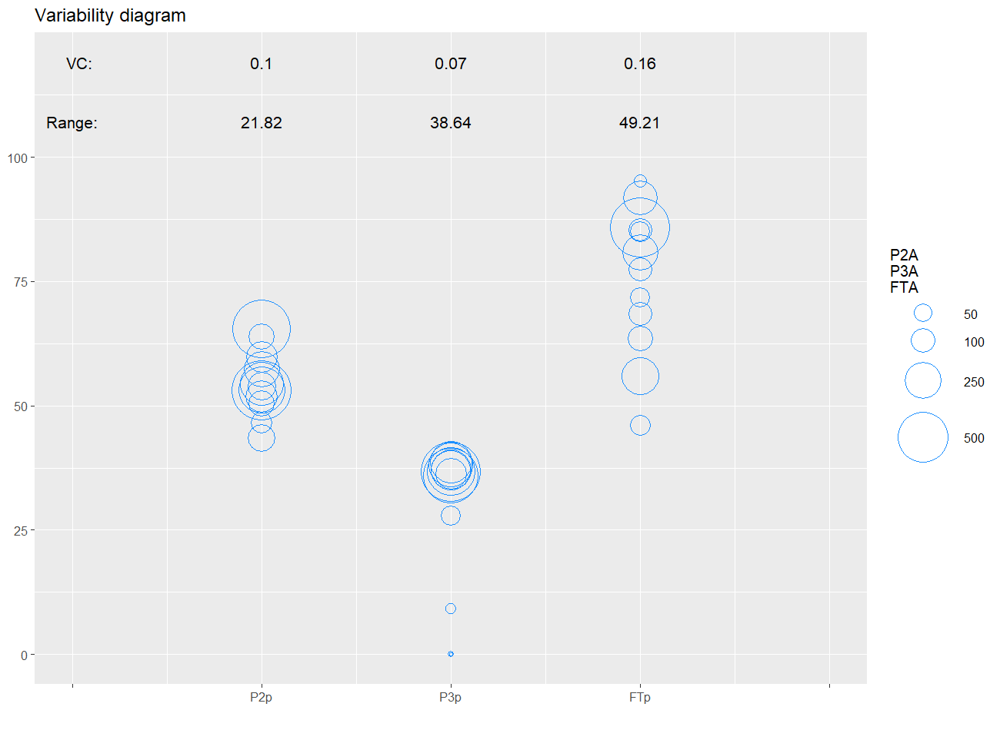 Variability diagram
VC: 0.1 0.07 0.16
Range: 21.82 38.64 49.21
100
75
50
25
0
P2p P3p FTp
P2A
P3A
FTA
50
100
250
500